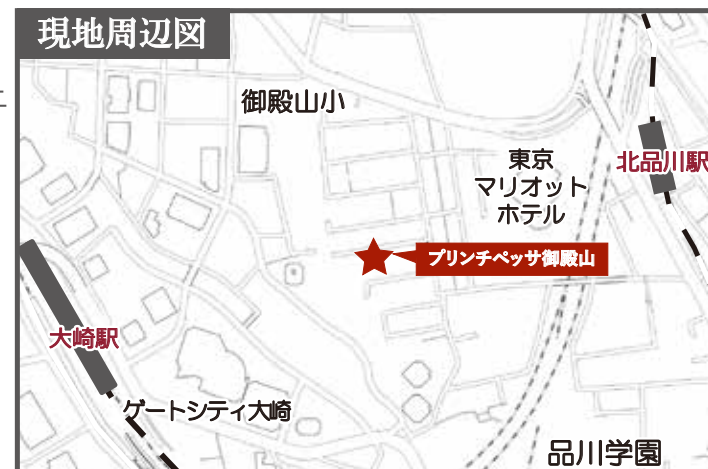 現地周辺図
御殿山小
東京
マリオット
ホテル
北品川駅
プリンチペッサ御殿山
大崎駅
ゲートシティ大崎
品川学園